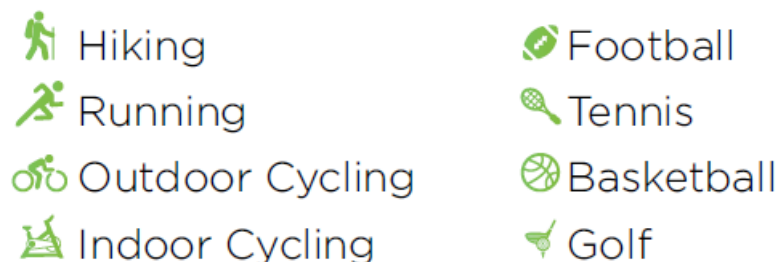 Hiking
Running
Outdoor Cycling
Indoor Cycling
Football
Tennis
Basketball
Golf